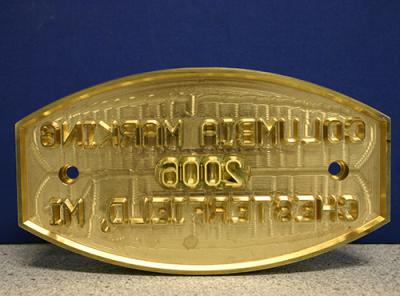 COLUMBIA MARKING
2006
CHESTERFIELD, MI